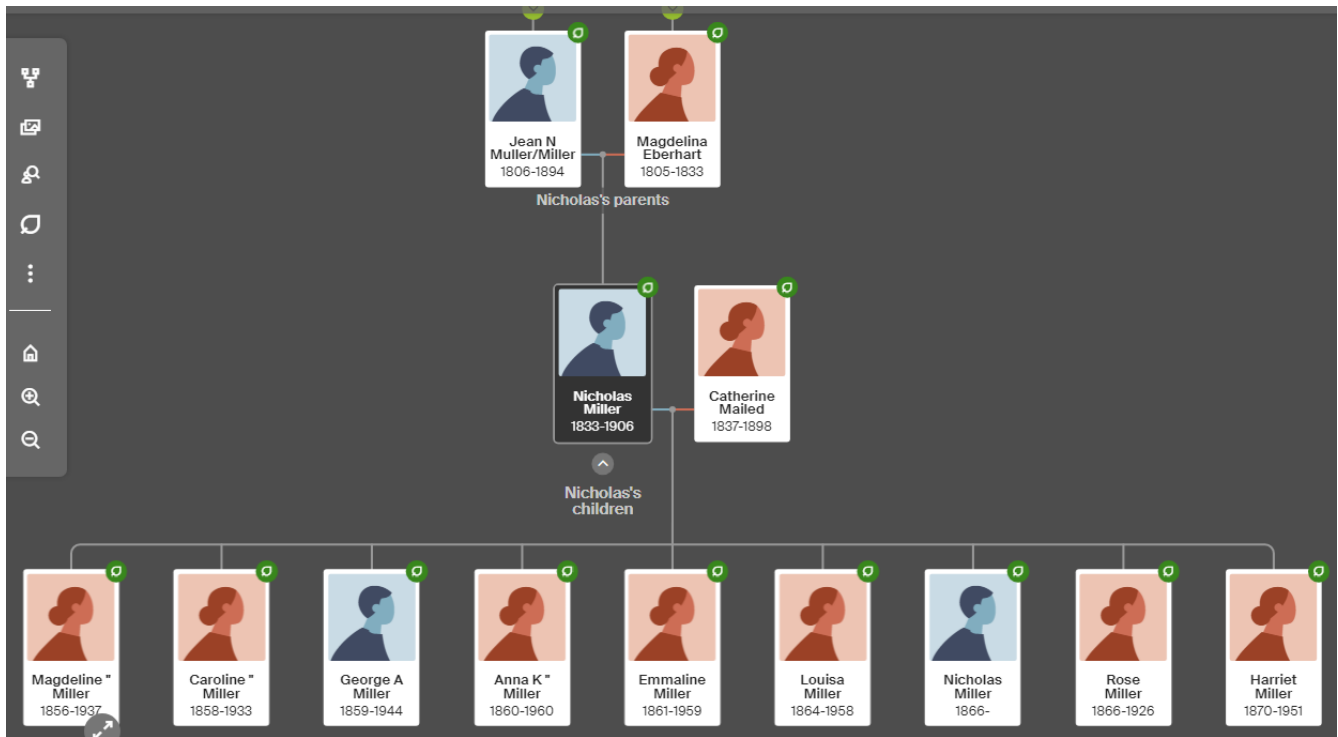 Jean N
Muller/Miller
1806-1894
Magdelina
Eberhart
1805-1833
Nicholas's parents
Nicholas
Miller
1833-1906
Catherine
Mailed
1837-1898
Nicholas's
children
Magdeline "
Miller
1856-1937
Caroline "
Miller
1858-1933
George A
Miller
1859-1944
Anna K "
Miller
1860-1960
Emmaline
Miller
1861-1959
Louisa
Miller
1864-1958
Nicholas
Miller
1866-
Rose
Miller
1866-1926
Harriet
Miller
1870-1951